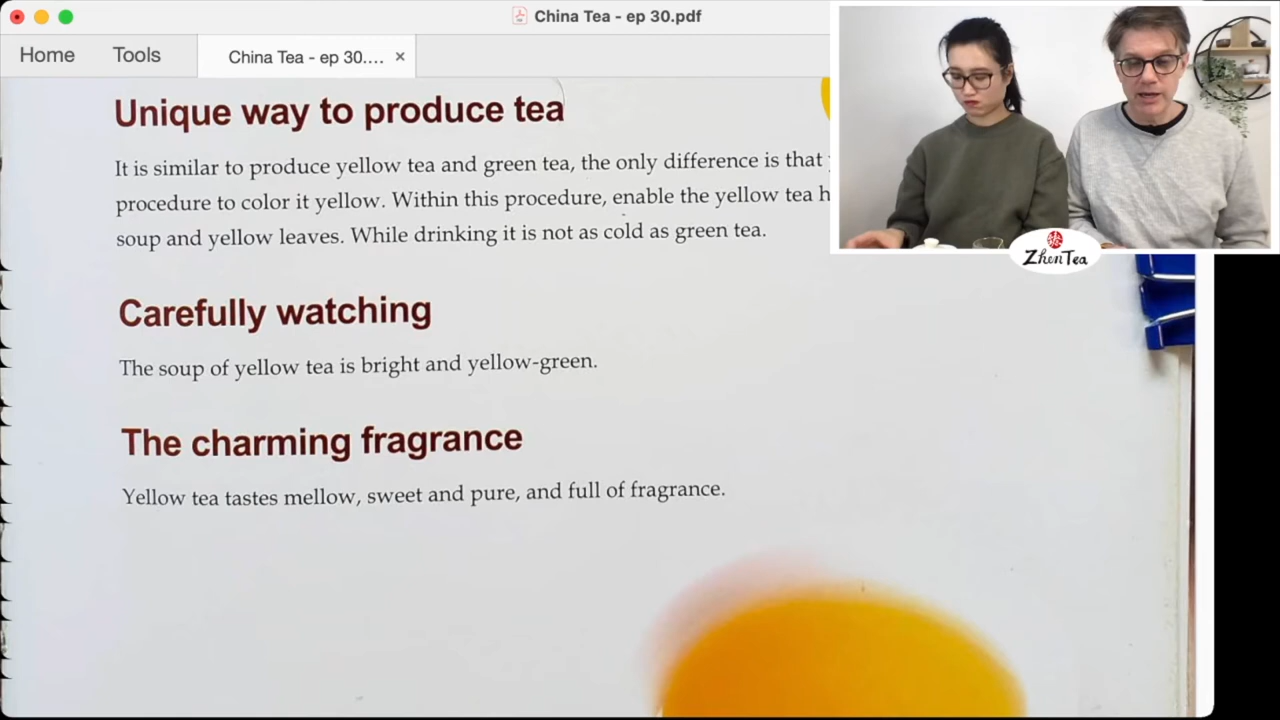 China Tea - ep 30.pdf
Home
Tools
China Tea - ep 30.... ×
Unique way to produce tea
It is similar to produce yellow tea and green tea, the only difference is that
procedure to color it yellow. Within this procedure, enable the yellow tea
soup and yellow leaves. While drinking it is not as cold as green tea.
Carefully watching
The soup of yellow tea is bright and yellow-green.
The charming fragrance
Yellow tea tastes mellow, sweet and pure, and full of fragrance.
ZhenTea